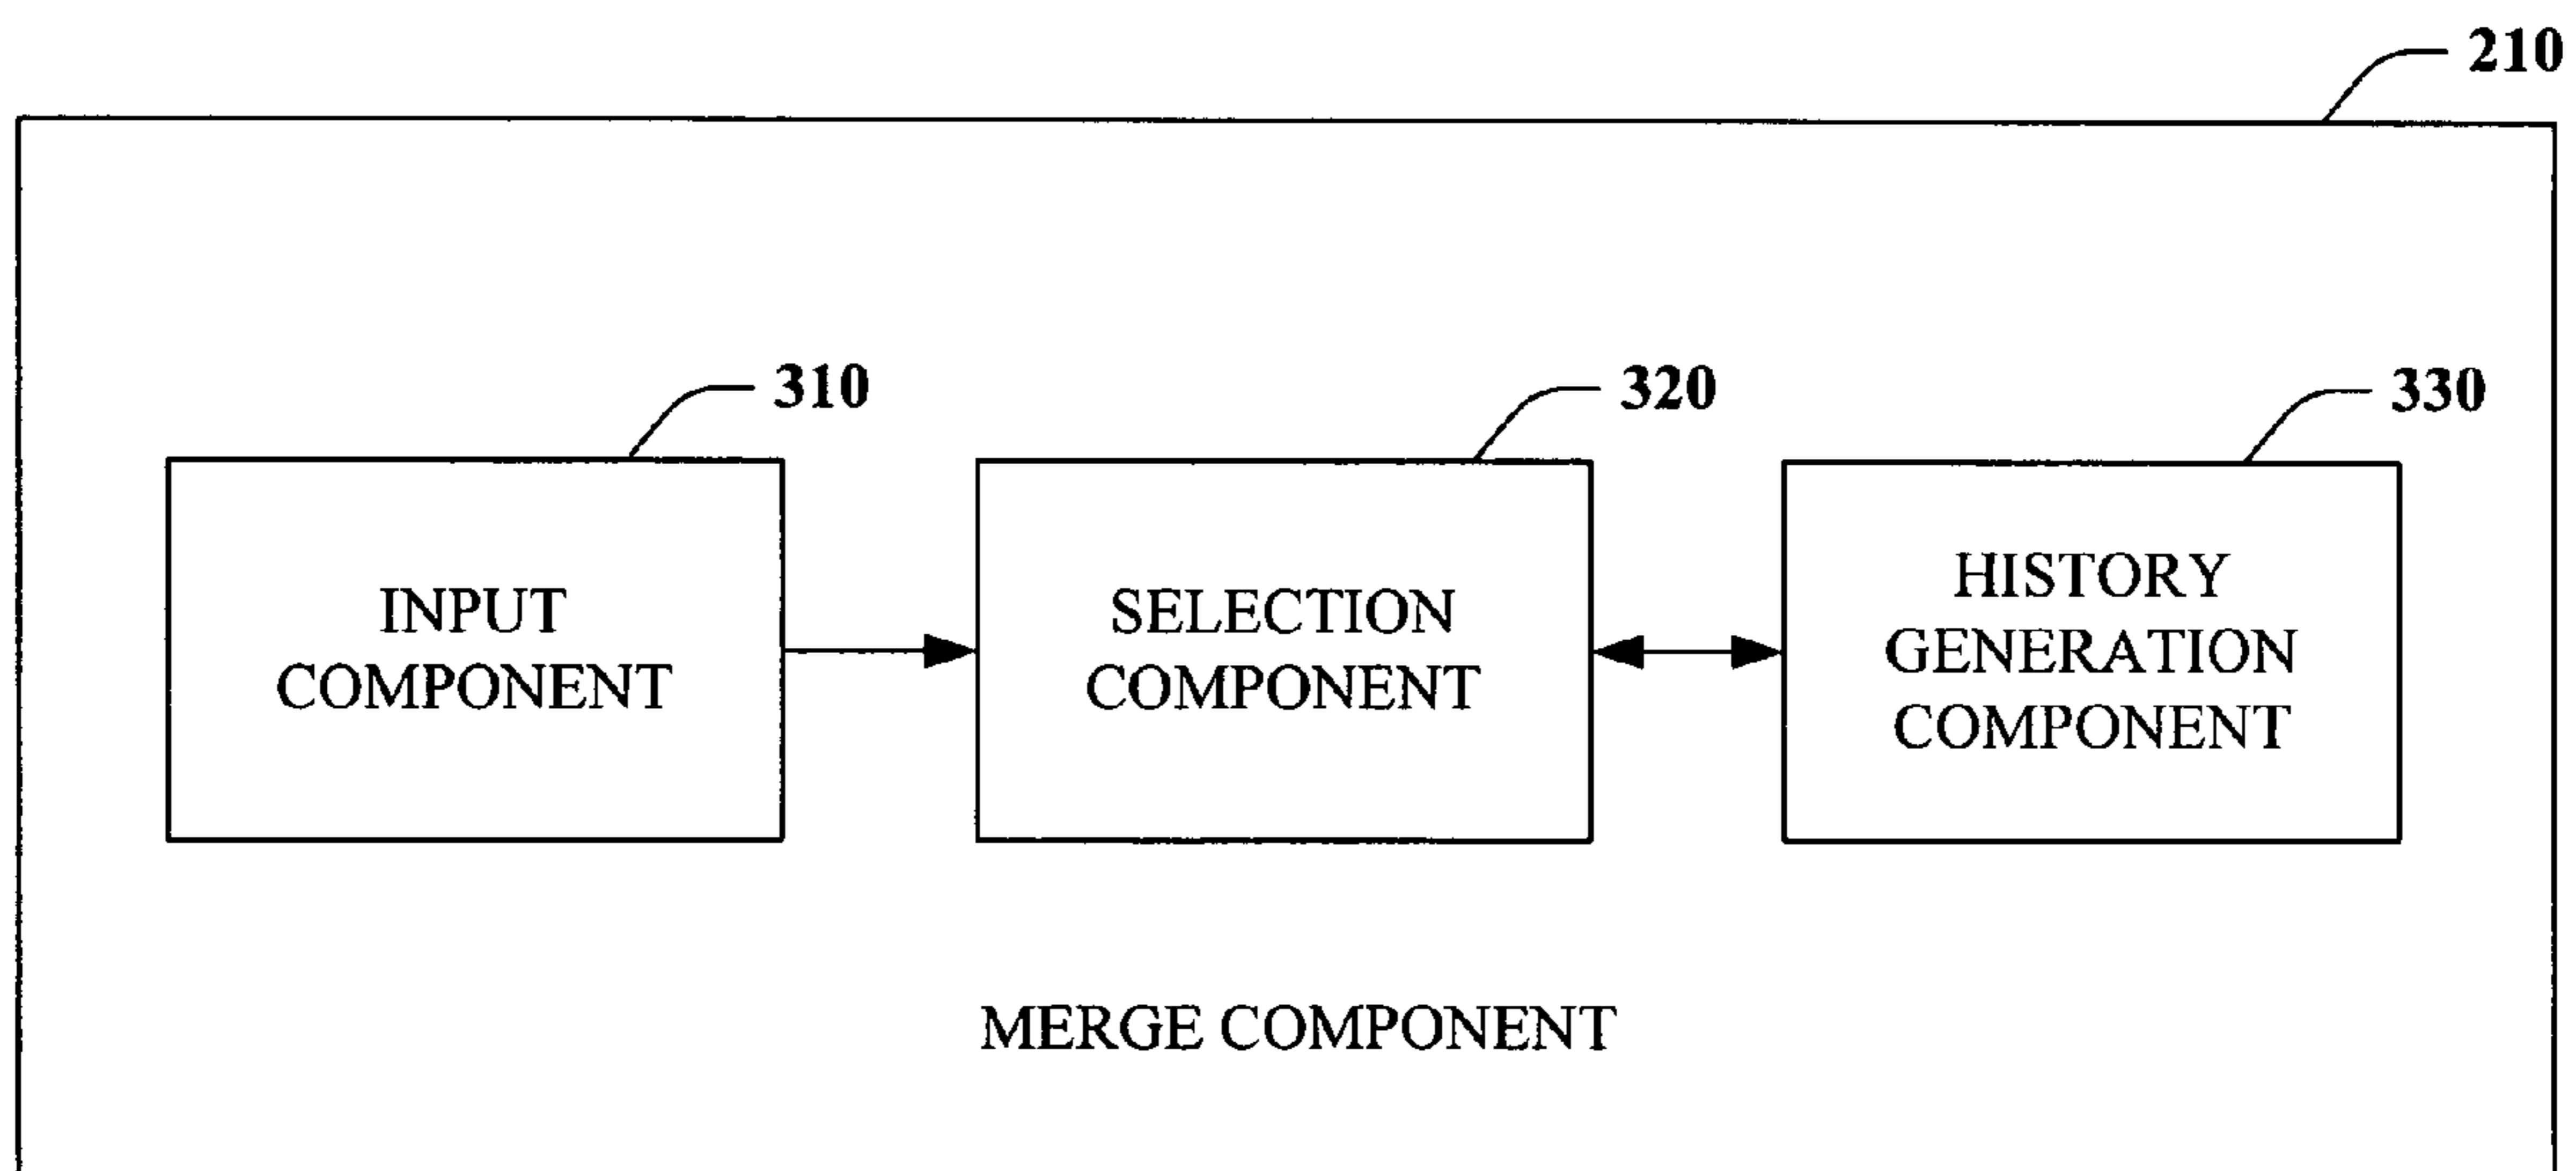 210
310
320
330
INPUT
COMPONENT
SELECTION
COMPONENT
HISTORY
GENERATION
COMPONENT
MERGE COMPONENT